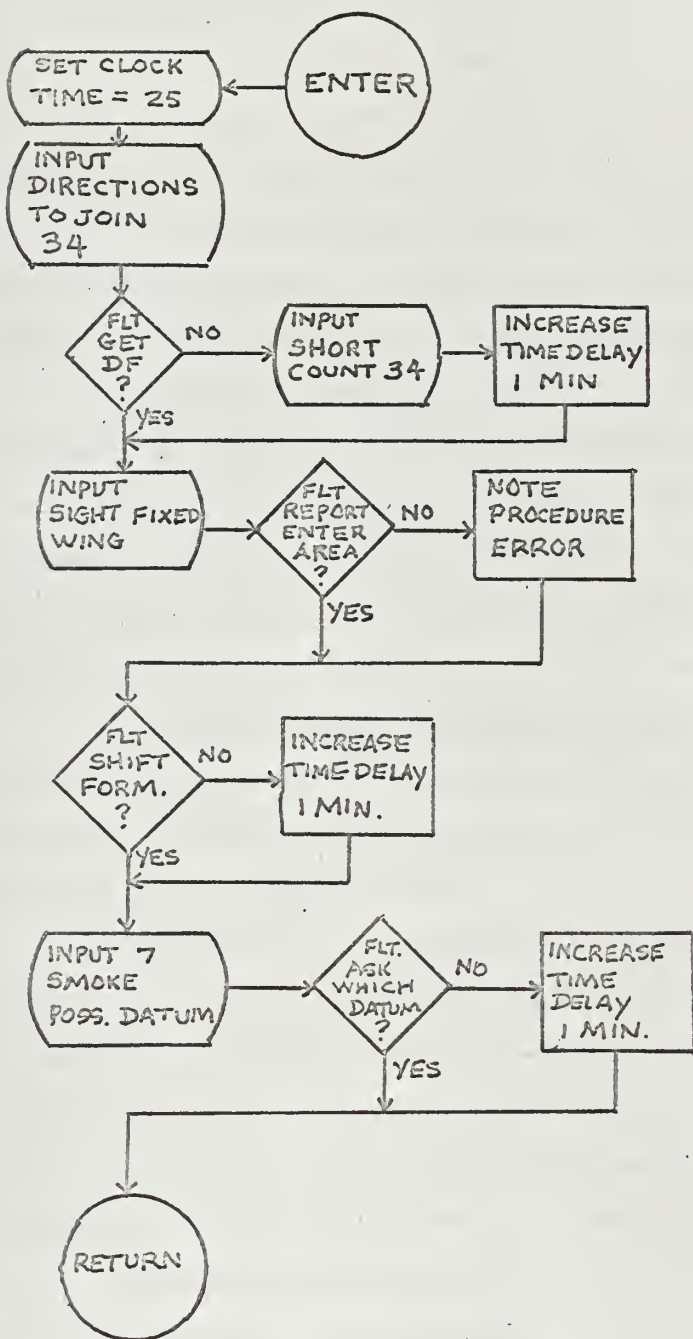 ENTER
SET CLOCK
TIME = 25
INPUT
DIRECTIONS
TO JOIN
34
FLT
GET
DF
?
NO
YES
INPUT
SHORT
COUNT 34
INCREASE
TIME DELAY
1 MIN
INPUT
SIGHT FIXED
WING
FLT
REPORT
ENTER
AREA
?
NO
YES
NOTE
PROCEDURE
ERROR
FLT
SHIFT
FORM.
?
NO
YES
INCREASE
TIME DELAY
1 MIN.
INPUT 7
SMOKE
POSS. DATUM
FLT.
ASK
WHICH
DATUM
?
NO
YES
INCREASE
TIME
DELAY
1 MIN.
RETURN